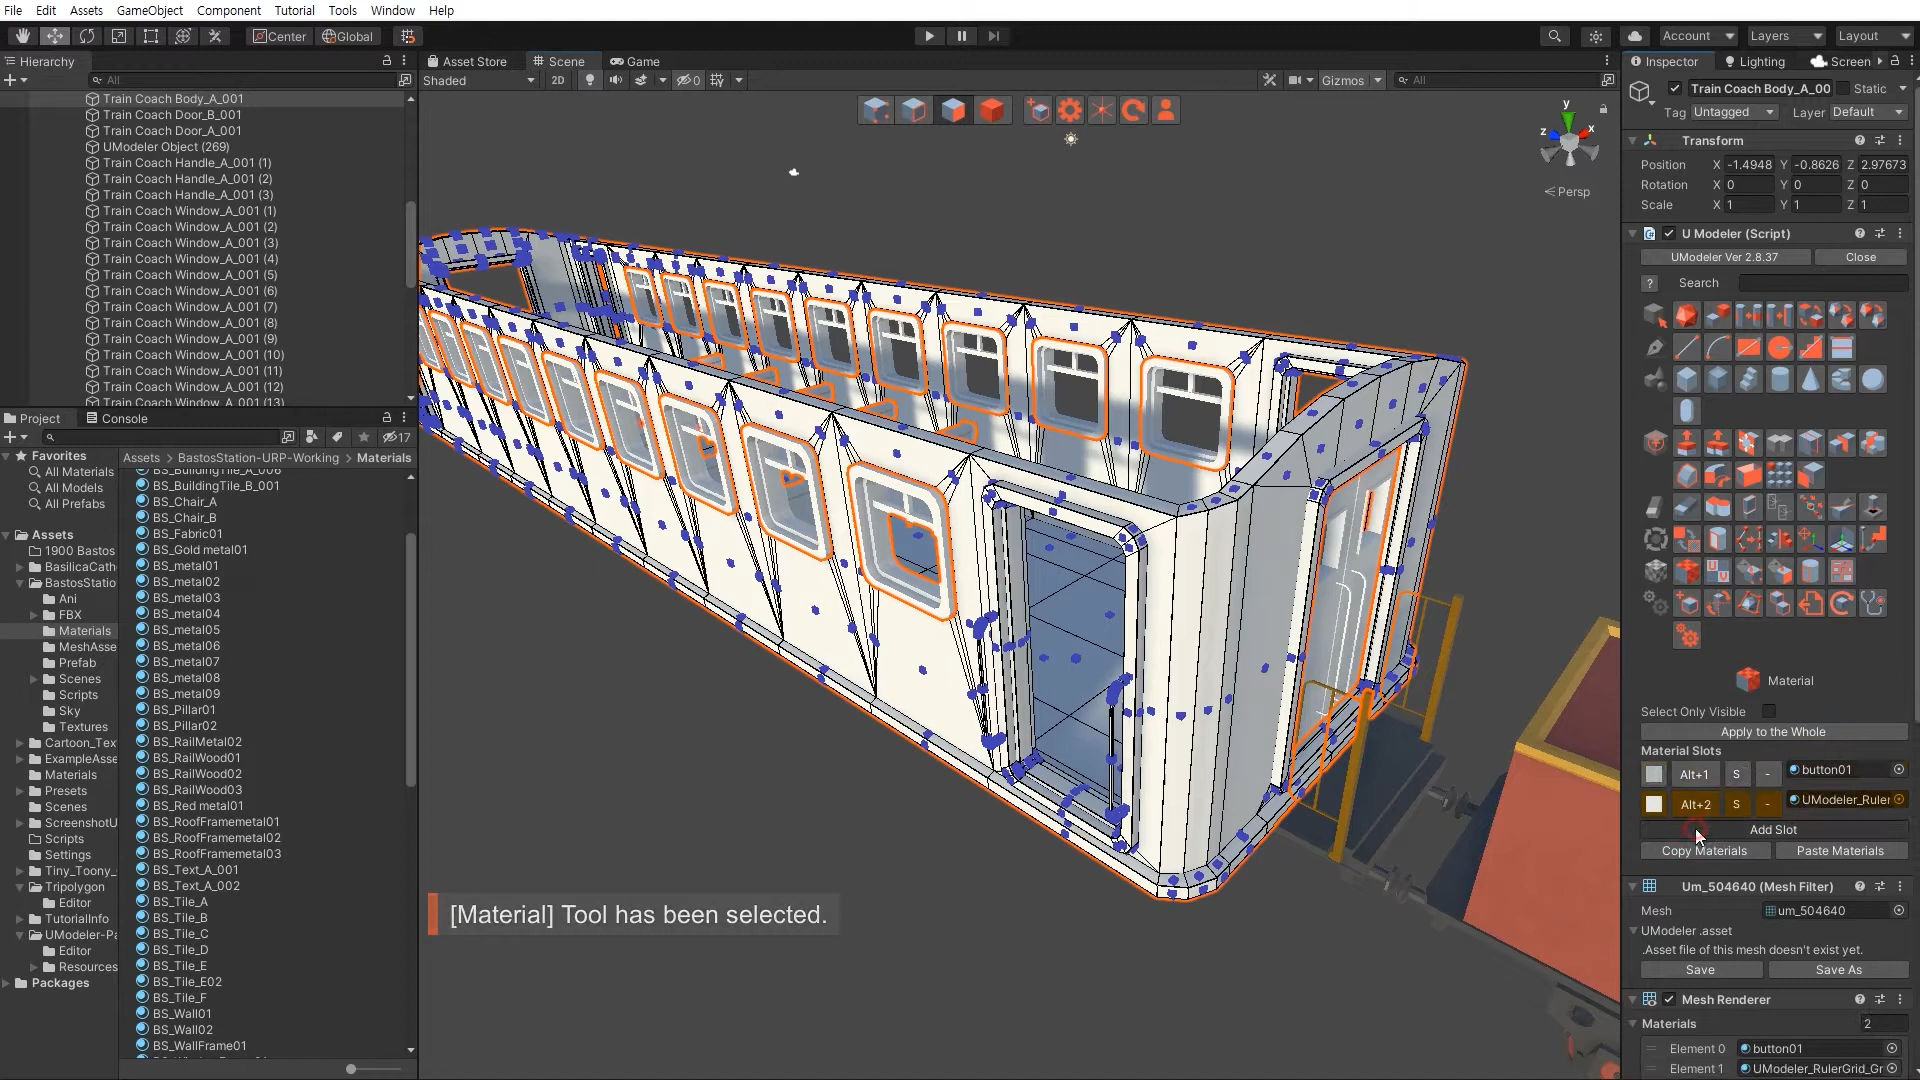 File Edit Assets GameObject Component Tutorial Tools Window Help
Center Global Account Layers Layout
Hierarchy Asset Store Scene Game Inspector Lighting Screen
All Shaded 2D 0 Gizmos All
Train Coach Body_A_00 Static
Tag Untagged Layer Default
Train Coach Body_A_001
Train Coach Door_B_001
Train Coach Door_A_001
UModeler Object (269)
Train Coach Handle_A_001 (1)
Train Coach Handle_A_001 (2)
Train Coach Handle_A_001 (3)
Train Coach Window_A_001 (1)
Train Coach Window_A_001 (2)
Train Coach Window_A_001 (3)
Train Coach Window_A_001 (4)
Train Coach Window_A_001 (5)
Train Coach Window_A_001 (6)
Train Coach Window_A_001 (7)
Train Coach Window_A_001 (8)
Train Coach Window_A_001 (9)
Train Coach Window_A_001 (10)
Train Coach Window_A_001 (11)
Train Coach Window_A_001 (12)
Train Coach Window_A_001 (13)
Project Console
17
Favorites
All Materials
All Models
All Prefabs
Assets
1900 Bastos
BasilicaCath
BastosStatio
Ani
FBX
Materials
MeshAsse
Prefab
Scenes
Scripts
Sky
Textures
Cartoon_Tex
ExampleAsse
Materials
Presets
Scenes
ScreenshotU
Scripts
Settings
Tiny_Toony_
Tripolygon
Editor
TutorialInfo
UModeler-Pa
Editor
Resources
Packages
Assets > BastosStation-URP-Working > Materials
BS_BuildingTile_A_006
BS_BuildingTile_B_001
BS_Chair_A
BS_Chair_B
BS_Fabric01
BS_Gold metal01
BS_metal01
BS_metal02
BS_metal03
BS_metal04
BS_metal05
BS_metal06
BS_metal07
BS_metal08
BS_metal09
BS_Pillar01
BS_Pillar02
BS_RailMetal02
BS_RailWood01
BS_RailWood02
BS_RailWood03
BS_Red metal01
BS_RoofFramemetal01
BS_RoofFramemetal02
BS_RoofFramemetal03
BS_Text_A_001
BS_Text_A_002
BS_Tile_A
BS_Tile_B
BS_Tile_C
BS_Tile_D
BS_Tile_E
BS_Tile_E02
BS_Tile_F
BS_Wall01
BS_Wall02
BS_WallFrame01
y
z x
Persp
[Material] Tool has been selected.
Transform
Position X -1.4948 Y -0.8626 Z 2.97673
Rotation X 0 Y 0 Z 0
Scale X 1 Y 1 Z 1
U Modeler (Script)
UModeler Ver 2.8.37 Close
? Search
Material
Select Only Visible
Apply to the Whole
Material Slots
Alt+1 S - button01
Alt+2 S - UModeler_Ruler
Add Slot
Copy Materials Paste Materials
Um_504640 (Mesh Filter)
Mesh um_504640
UModeler .asset
.Asset file of this mesh doesn't exist yet.
Save Save As
Mesh Renderer
Materials 2
Element 0 button01
Element 1 UModeler_RulerGrid_Gr